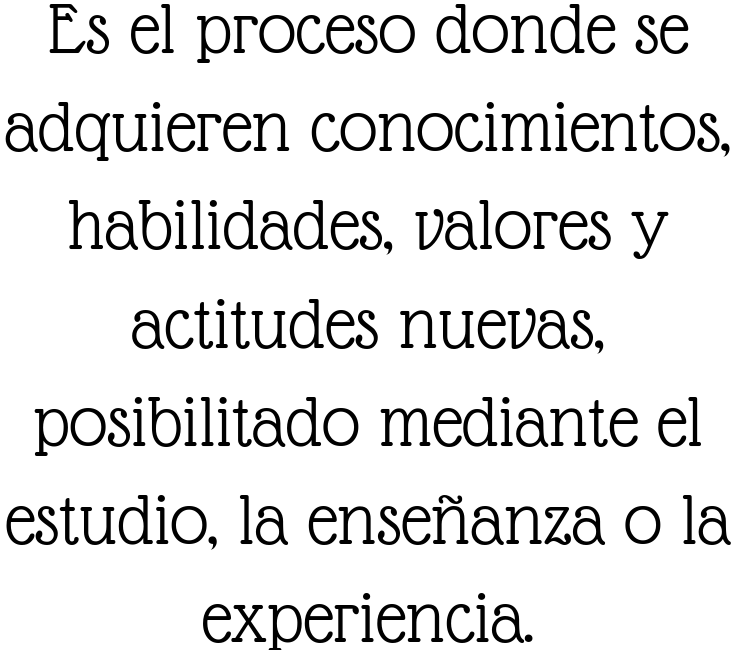 Es el proceso donde se
adquieren conocimientos,
habilidades, valores y
actitudes nuevas,
posibilitado mediante el
estudio, la enseñanza o la
experiencia.